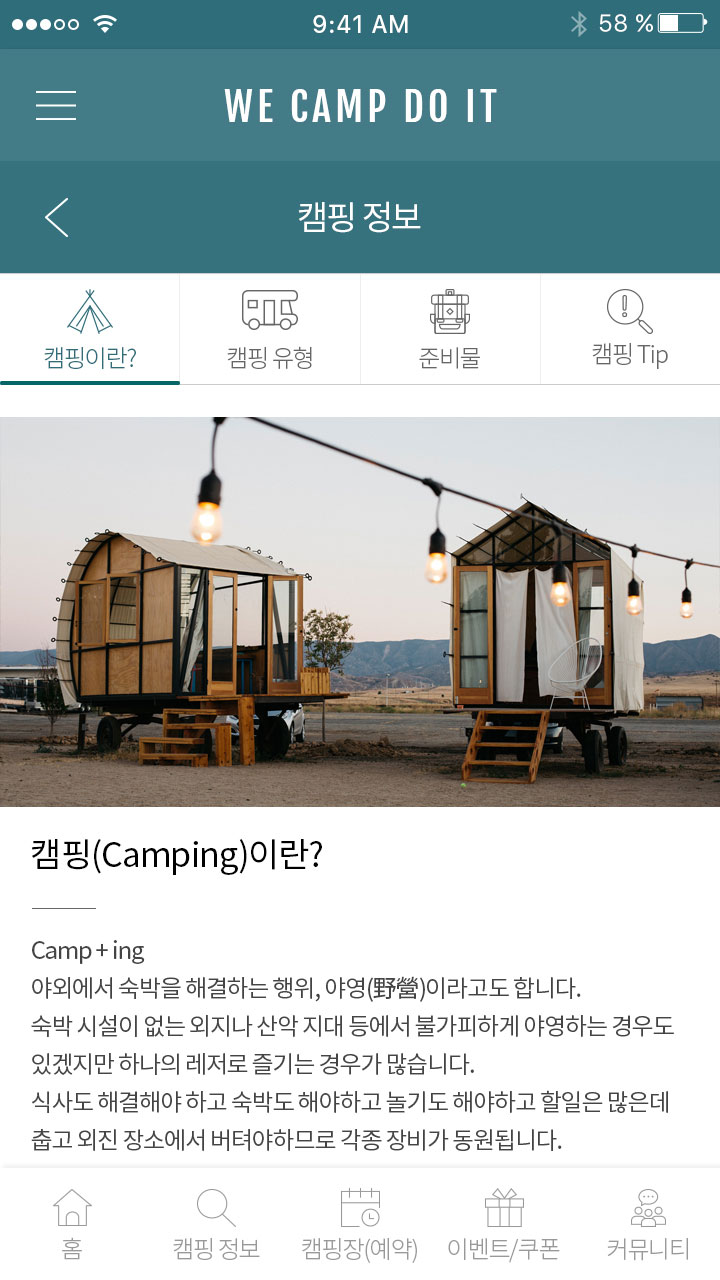 9:41 AM
58 %
WE CAMP DO IT
캠핑 정보
캠핑이란?
캠핑 유형
준비물
캠핑 Tip
캠핑(Camping)이란?
Camp + ing
야외에서 숙박을 해결하는 행위, 야영(野營)이라고도 합니다.
숙박 시설이 없는 외지나 산악 지대 등에서 불가피하게 야영하는 경우도
있겠지만 하나의 레저로 즐기는 경우가 많습니다.
식사도 해결해야 하고 숙박도 해야하고 놀기도 해야하고 할일은 많은데
춥고 외진 장소에서 버텨야하므로 각종 장비가 동원됩니다.
홈
캠핑 정보
캠핑장(예약)
이벤트/쿠폰
커뮤니티